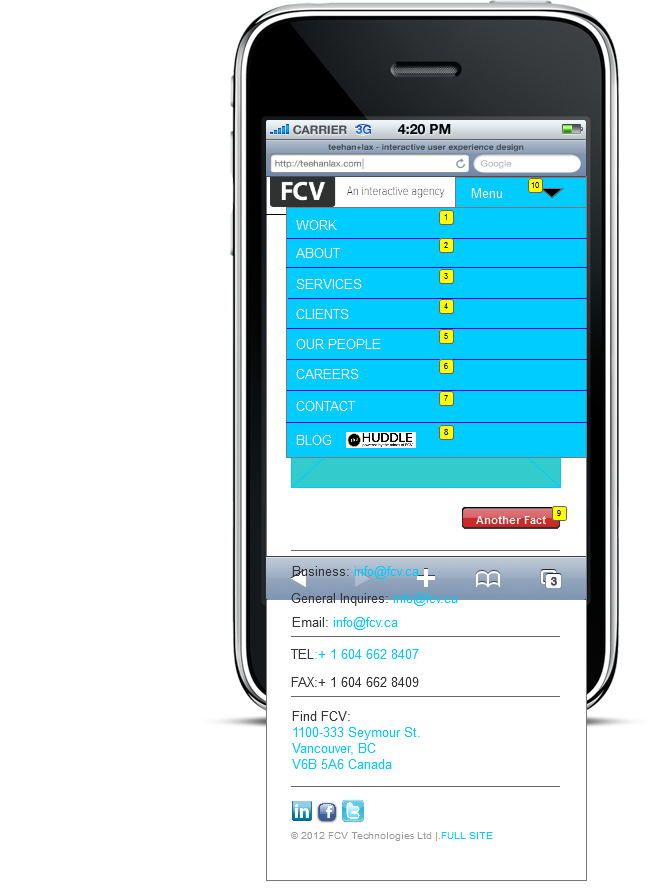 CARRIER 3G 4:20 PM
teehan+lax - interactive user experience design
http://teehanlax.com Google
FCV An interactive agency Menu 10
WORK 1
ABOUT 2
SERVICES 3
CLIENTS 4
OUR PEOPLE 5
CAREERS 6
CONTACT 7
BLOG HUDDLE 8
Another Fact 9
Business: info@fcv.ca
3
General Inquires: info@fcv.ca
Email: info@fcv.ca
TEL:+ 1 604 662 8407
FAX:+ 1 604 662 8409
Find FCV:
1100-333 Seymour St.
Vancouver, BC
V6B 5A6 Canada
in f t
© 2012 FCV Technologies Ltd |.FULL SITE